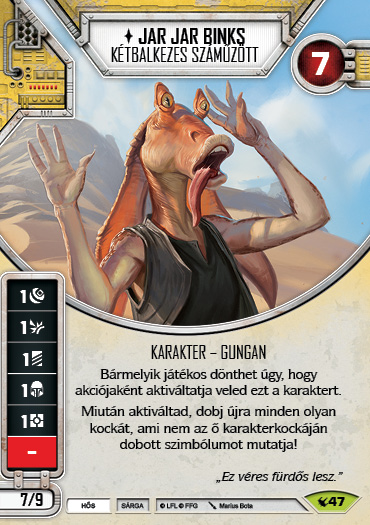 JAR JAR BINKS
KÉTBALKEZES SZÁMŰZÖTT
7
1
1
1
1
1
–
KARAKTER – GUNGAN
Bármelyik játékos dönthet úgy, hogy
akciójaként aktiváltatja veled ezt a karaktert.
Miután aktiváltad, dobj újra minden olyan
kockát, ami nem az ő karakterkockáján
dobott szimbólumot mutatja!
„Ez véres fürdős lesz.”
7/9
HŐS
SÁRGA
© LFL © FFG
Marius Bota
47